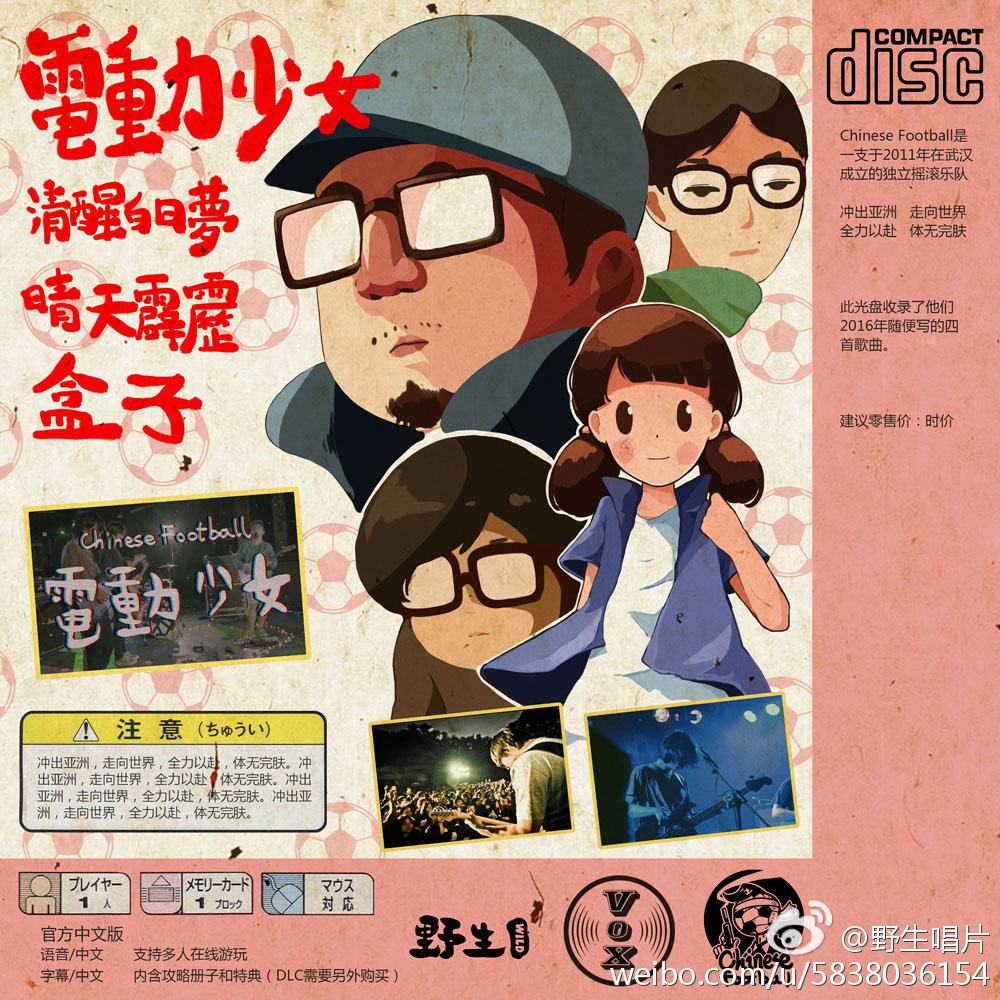 電動少女
清醒白日夢
晴天霹靂
盒子
COMPACT
disc
Chinese Football是
一支于2011年在武汉
成立的独立摇滚乐队
冲出亚洲 走向世界
全力以赴 体无完肤
此光盘收录了他们
2016年随便写的四
首歌曲。
建议零售价：时价
Chinese Football
電動少女
注意（ちゅうい）
冲出亚洲，走向世界，全力以赴，体无完肤。冲
出亚洲，走向世界，全力以赴，体无完肤。冲出
亚洲，走向世界，全力以赴，体无完肤。冲出亚
洲，走向世界，全力以赴，体无完肤。
プレイヤー
1人
メモリーカード
1ブロック
マウス
対応
官方中文版
语音/中文 支持多人在线游玩
字幕/中文 内含攻略册子和特典（DLC需要另外购买）
野生 WILD
VOX
Chinese
@野生唱片
weibo.com/u/5838036154